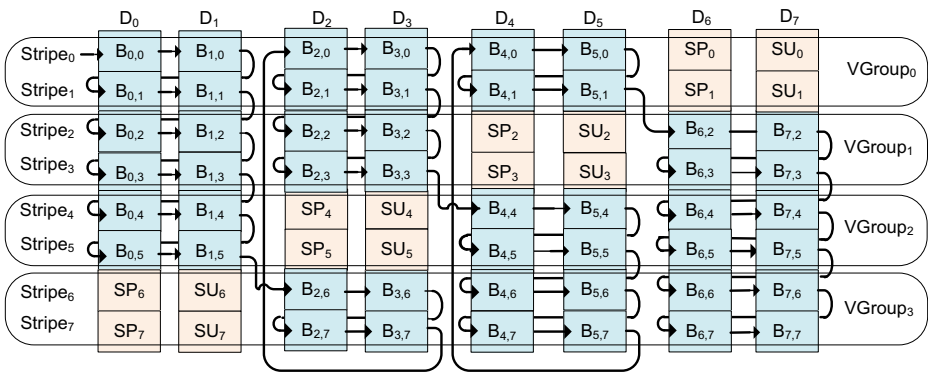 D₀ D₁ D₂ D₃ D₄ D₅ D₆ D₇
Stripe₀ B₀,₀ B₁,₀ B₂,₀ B₃,₀ B₄,₀ B₅,₀ SP₀ SU₀
VGroup₀
Stripe₁ B₀,₁ B₁,₁ B₂,₁ B₃,₁ B₄,₁ B₅,₁ SP₁ SU₁
Stripe₂ B₀,₂ B₁,₂ B₂,₂ B₃,₂ SP₂ SU₂ B₆,₂ B₇,₂
VGroup₁
Stripe₃ B₀,₃ B₁,₃ B₂,₃ B₃,₃ SP₃ SU₃ B₆,₃ B₇,₃
Stripe₄ B₀,₄ B₁,₄ SP₄ SU₄ B₄,₄ B₅,₄ B₆,₄ B₇,₄
VGroup₂
Stripe₅ B₀,₅ B₁,₅ SP₅ SU₅ B₄,₅ B₅,₅ B₆,₅ B₇,₅
Stripe₆ SP₆ SU₆ B₂,₆ B₃,₆ B₄,₆ B₅,₆ B₆,₆ B₇,₆
VGroup₃
Stripe₇ SP₇ SU₇ B₂,₇ B₃,₇ B₄,₇ B₅,₇ B₆,₇ B₇,₇